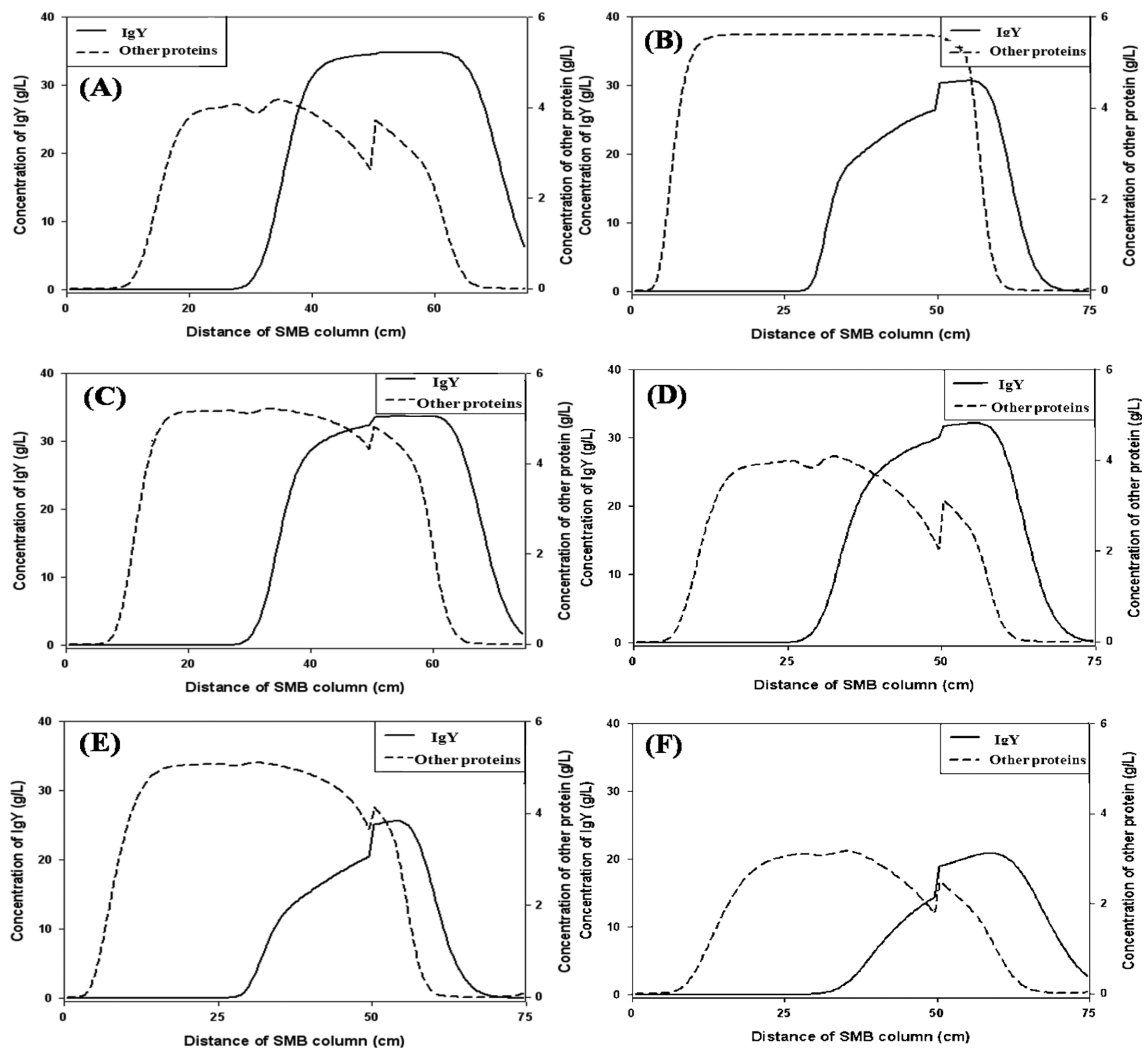 IgY
Other proteins
(A)
40
30
20
10
0
6
4
2
0
20
40
60
Concentration of IgY (g/L)
Concentration of other protein (g/L)
Distance of SMB column (cm)
IgY
Other proteins
(B)
40
30
20
10
0
6
4
2
0
0
25
50
75
Concentration of IgY (g/L)
Concentration of other protein (g/L)
Distance of SMB column (cm)
IgY
Other proteins
(C)
40
30
20
10
0
6
4
2
0
0
20
40
60
Concentration of IgY (g/L)
Concentration of other protein (g/L)
Distance of SMB column (cm)
IgY
Other proteins
(D)
40
30
20
10
0
6
4
2
0
0
25
50
75
Concentration of IgY (g/L)
Concentration of other protein (g/L)
Distance of SMB column (cm)
IgY
Other proteins
(E)
40
30
20
10
0
6
4
2
0
0
25
50
75
Concentration of IgY (g/L)
Concentration of other protein (g/L)
Distance of SMB column (cm)
IgY
Other proteins
(F)
40
30
20
10
0
6
4
2
0
0
25
50
75
Concentration of IgY (g/L)
Concentration of other protein (g/L)
Distance of SMB column (cm)